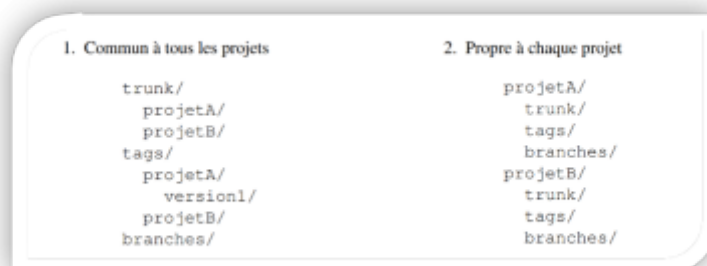 1. Commun à tous les projets
trunk/
projetA/
projetB/
tags/
projetA/
version1/
projetB/
branches/
2. Propre à chaque projet
projetA/
trunk/
tags/
branches/
projetB/
trunk/
tags/
branches/